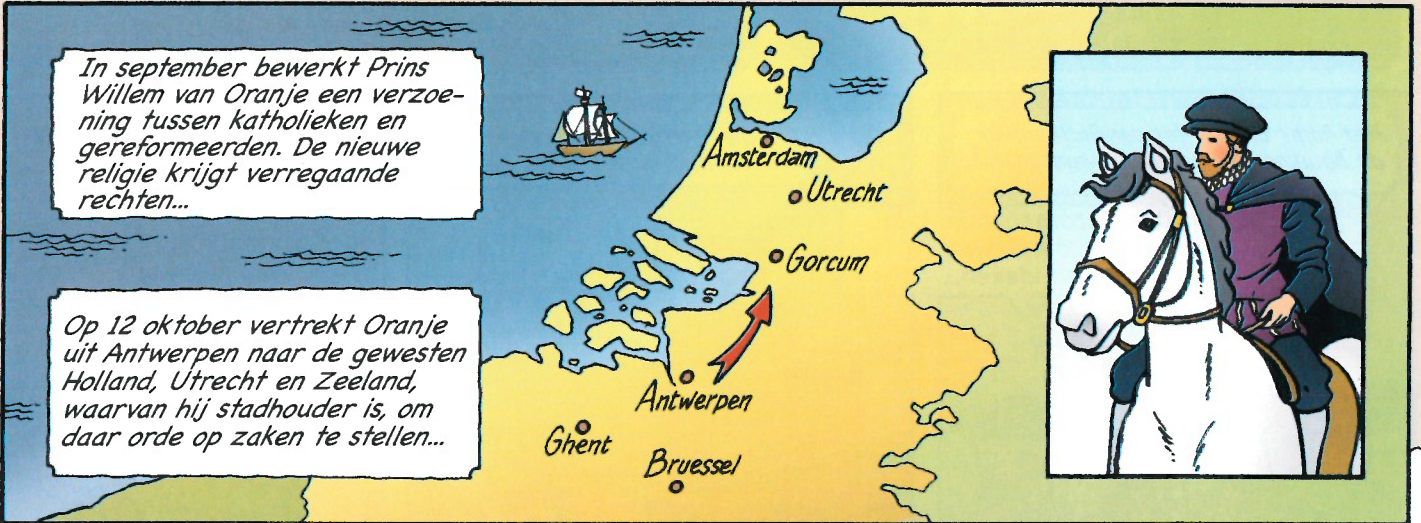 In september bewerkt Prins
Willem van Oranje een verzoe-
ning tussen katholieken en
gereformeerden. De nieuwe
religie krijgt verregaande
rechten...
Op 12 oktober vertrekt Oranje
uit Antwerpen naar de gewesten
Holland, Utrecht en Zeeland,
waarvan hij stadhouder is, om
daar orde op zaken te stellen...
Amsterdam
Utrecht
Gorcum
Antwerpen
Ghent
Bruessel